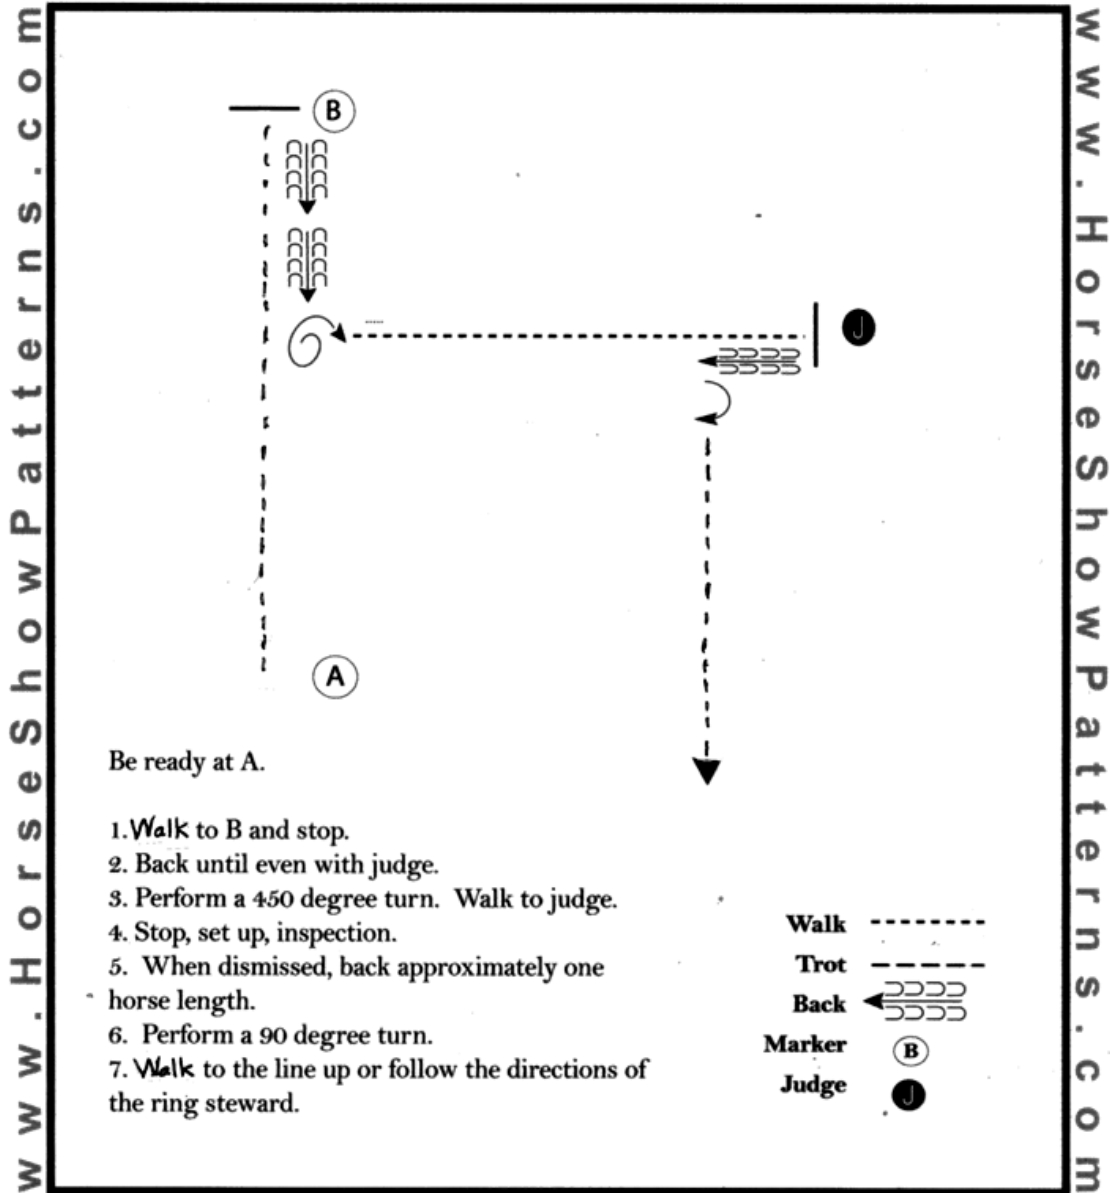 www.HorseShowPatterns.com
www.HorseShowPatterns.com
B
J
A
Be ready at A.
1. Walk to B and stop.
2. Back until even with judge.
3. Perform a 450 degree turn.  Walk to judge.
4. Stop, set up, inspection.
5.  When dismissed, back approximately one
horse length.
6.  Perform a 90 degree turn.
7. Walk to the line up or follow the directions of
the ring steward.
Walk
Trot
Back
Marker B
Judge J